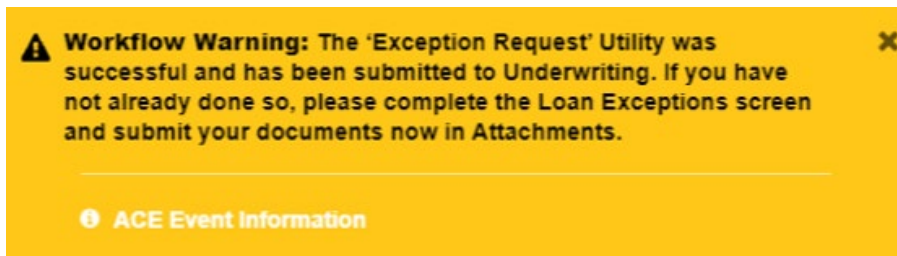 Workflow Warning: The ‘Exception Request’ Utility was
successful and has been submitted to Underwriting. If you have
not already done so, please complete the Loan Exceptions screen
and submit your documents now in Attachments.
ACE Event Information